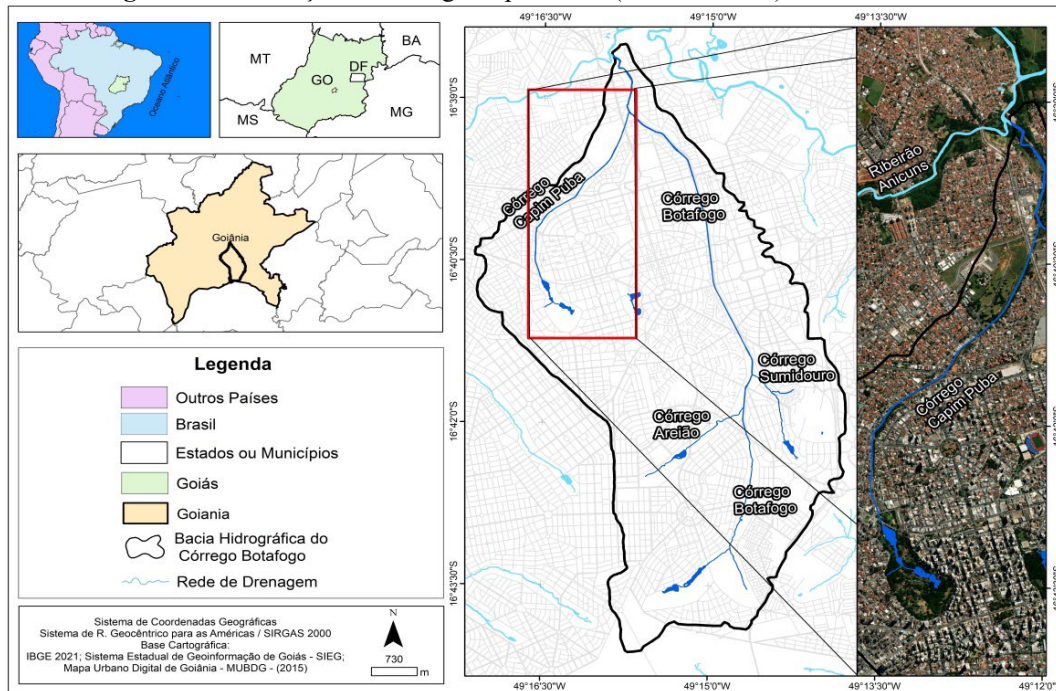 Oceano Atlântico
MT
BA
GO
DF
MS
MG
Goiânia
Legenda
Outros Países
Brasil
Estados ou Municípios
Goiás
Goiania
Bacia Hidrográfica do
Córrego Botafogo
Rede de Drenagem
Sistema de Coordenadas Geográficas
Sistema de R. Geocêntrico para as Américas / SIRGAS 2000
Base Cartográfica:
IBGE 2021; Sistema Estadual de Geoinformação de Goiás - SIEG;
Mapa Urbano Digital de Goiânia - MUBDG - (2015)
N
730
m
49°16'30"W
49°15'0"W
49°13'30"W
16°39'0"S
16°40'30"S
16°42'0"S
16°43'30"S
Córrego
Capim Puba
Córrego
Botafogo
Córrego
Sumidouro
Córrego
Areião
Córrego
Botafogo
Ribeirão
Anicuns
Córrego
Capim Puba
49°16'30"W
49°15'0"W
49°13'30"W
49°12'0"W